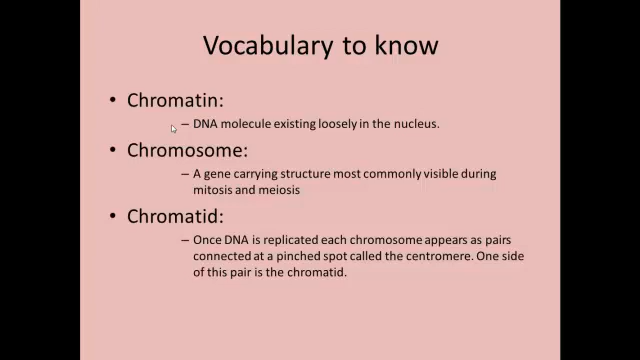 Vocabulary to know
• Chromatin:
– DNA molecule existing loosely in the nucleus.
• Chromosome:
– A gene carrying structure most commonly visible during
mitosis and meiosis
• Chromatid:
– Once DNA is replicated each chromosome appears as pairs
connected at a pinched spot called the centromere. One side
of this pair is the chromatid.